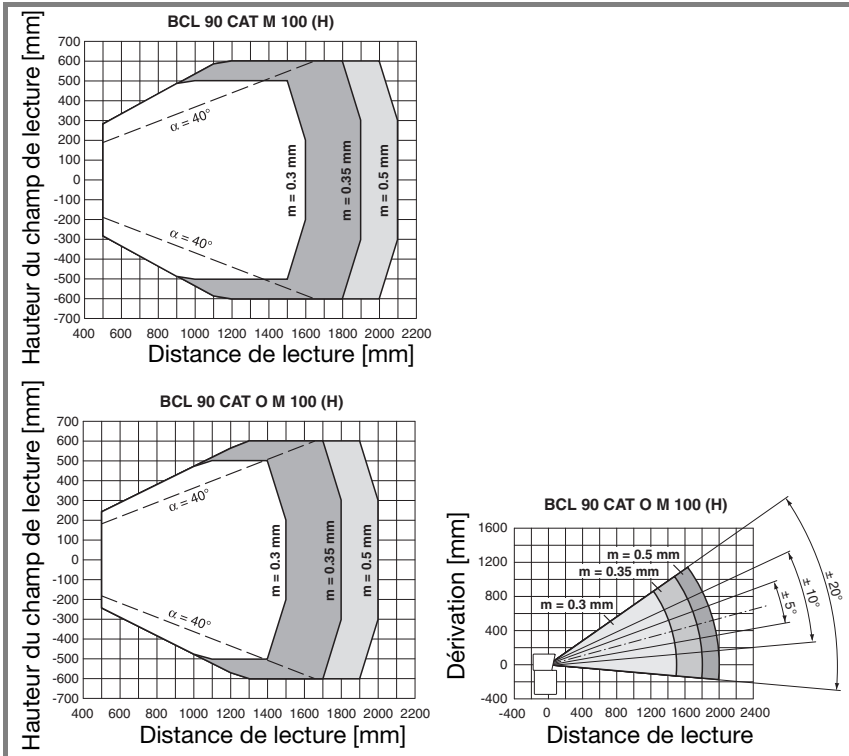 BCL 90 CAT M 100 (H)
Hauteur du champ de lecture [mm]
700
600
500
400
300
200
100
0
-100
-200
-300
-400
-500
-600
-700
α = 40°
α = 40°
m = 0.3 mm
m = 0.35 mm
m = 0.5 mm
400 600 800 1000 1200 1400 1600 1800 2000 2200
Distance de lecture [mm]
BCL 90 CAT O M 100 (H)
Hauteur du champ de lecture [mm]
700
600
500
400
300
200
100
0
-100
-200
-300
-400
-500
-600
-700
α = 40°
α = 40°
m = 0.3 mm
m = 0.35 mm
m = 0.5 mm
400 600 800 1000 1200 1400 1600 1800 2000 2200
Distance de lecture [mm]
BCL 90 CAT O M 100 (H)
Dérivation [mm]
1600
1200
800
400
0
-400
m = 0.5 mm
m = 0.35 mm
m = 0.3 mm
± 5°
± 10°
± 20°
-400 0 400 800 1200 1600 2000 2400
Distance de lecture